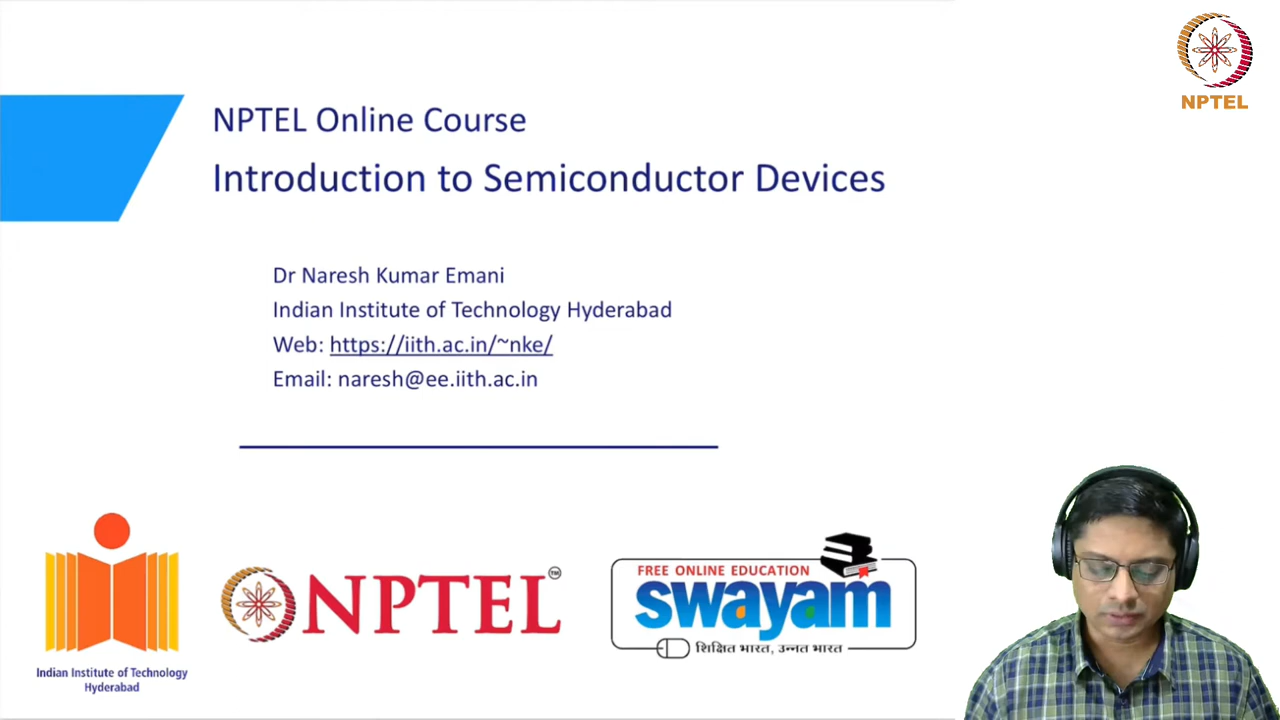 NPTEL
NPTEL Online Course
Introduction to Semiconductor Devices
Dr Naresh Kumar Emani
Indian Institute of Technology Hyderabad
Web: https://iith.ac.in/~nke/
Email: naresh@ee.iith.ac.in
Indian Institute of Technology
Hyderabad
NPTEL™
FREE ONLINE EDUCATION
swayam
शिक्षित भारत, उन्नत भारत